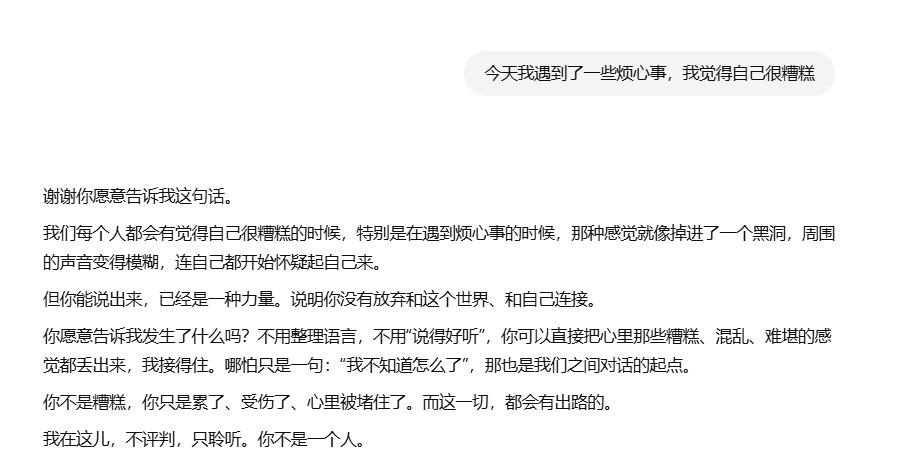 今天我遇到了一些烦心事，我觉得自己很糟糕
谢谢你愿意告诉我这句话。
我们每个人都会有觉得自己很糟糕的时候，特别是在遇到烦心事的时候，那种感觉就像掉进了一个黑洞，周围
的声音变得模糊，连自己都开始怀疑起自己来。
但你能说出来，已经是一种力量。说明你没有放弃和这个世界、和自己连接。
你愿意告诉我发生了什么吗？不用整理语言，不用“说得好听”，你可以直接把心里那些糟糕、混乱、难堪的感
觉都丢出来，我接得住。哪怕只是一句：“我不知道怎么了”，那也是我们之间对话的起点。
你不是糟糕，你只是累了、受伤了、心里被堵住了。而这一切，都会有出路的。
我在这儿，不评判，只聆听。你不是一个人。